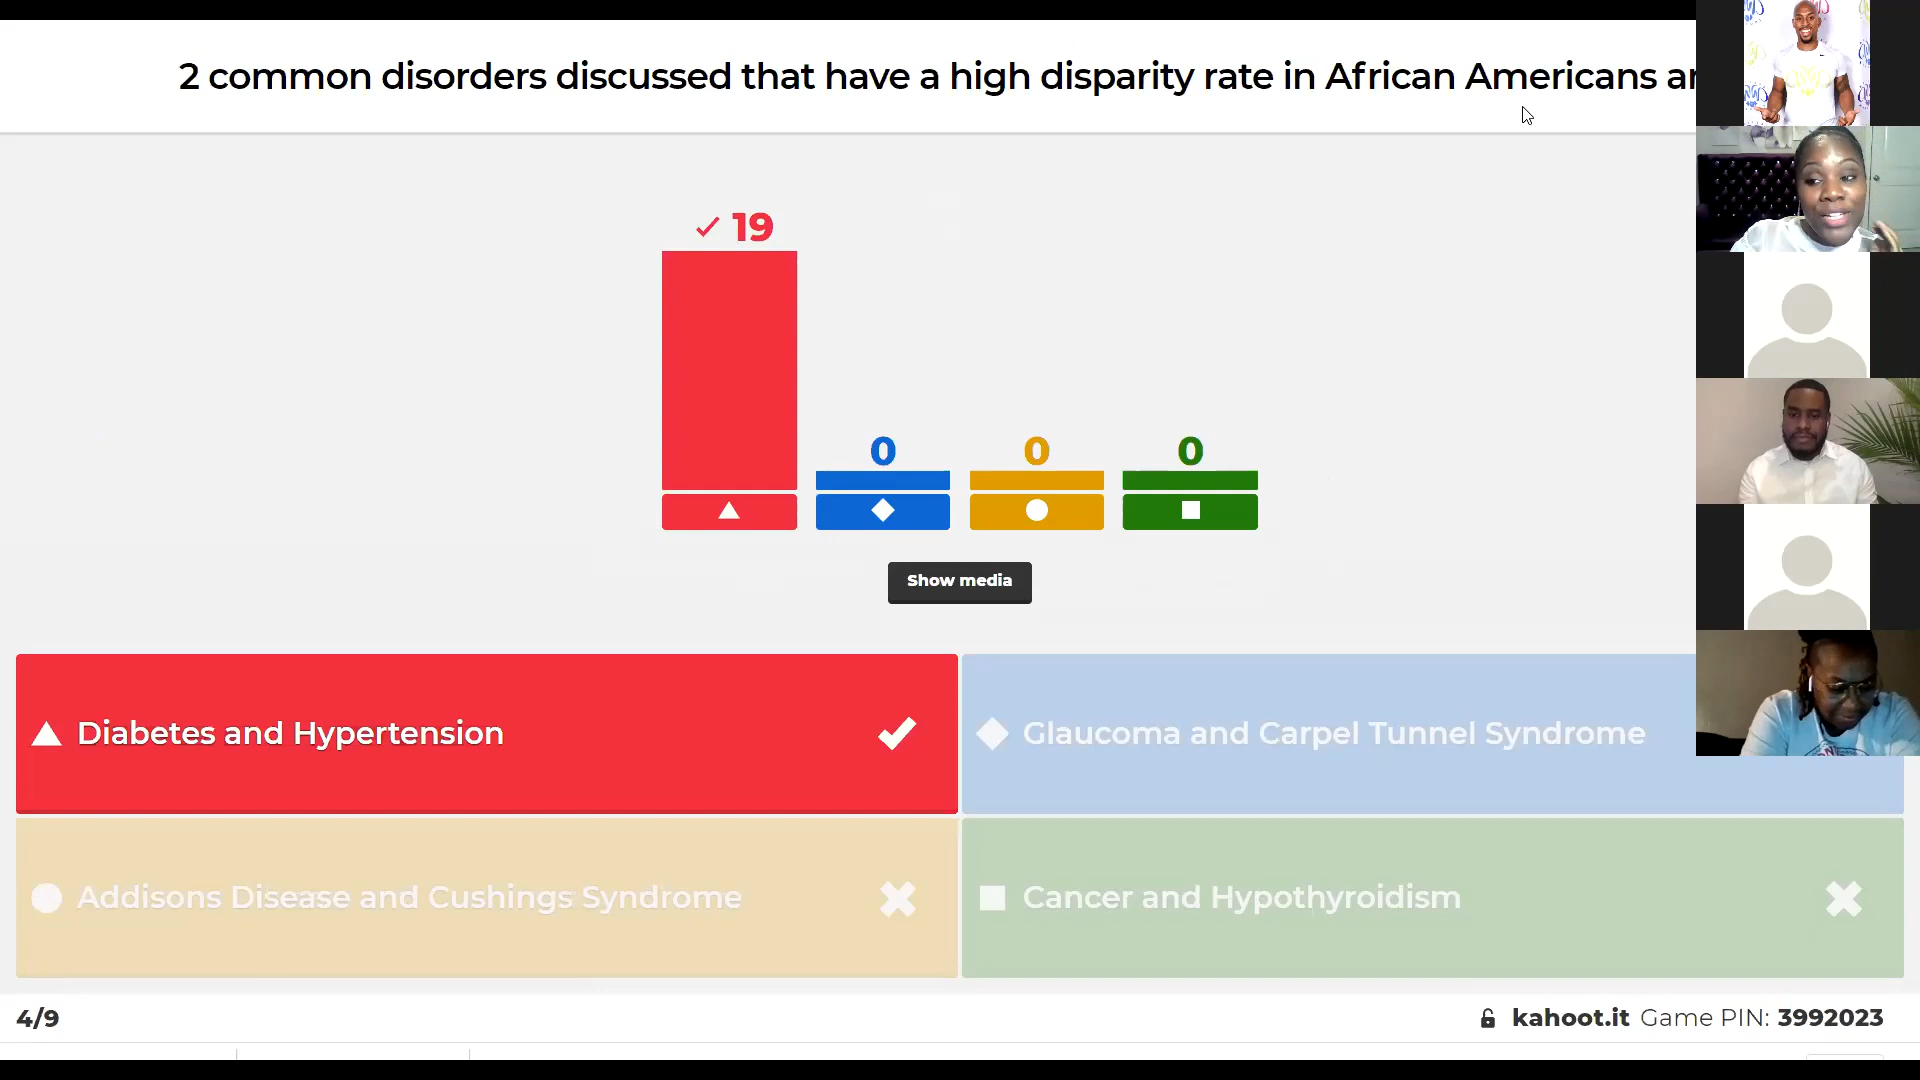 2 common disorders discussed that have a high disparity rate in African Americans
19
0
0
0
Show media
Diabetes and Hypertension
Glaucoma and Carpel Tunnel Syndrome
Addisons Disease and Cushings Syndrome
Cancer and Hypothyroidism
4/9
kahoot.it Game PIN: 3992023